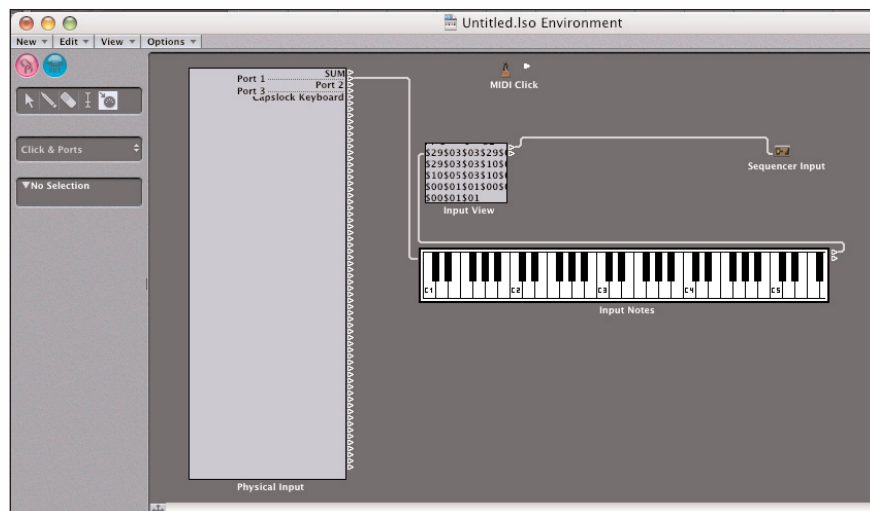 Untitled.lso Environment
New Edit View Options
Click & Ports
▼No Selection
SUM
Port 1
Port 2
Port 3
Capslock Keyboard
Physical Input
MIDI Click
$29$03$03$29$
$29$03$03$10$
$10$05$03$10$
$00$01$01$00$
$00$01$01
Input View
Sequencer Input
C1 C2 C3 C4 C5
Input Notes